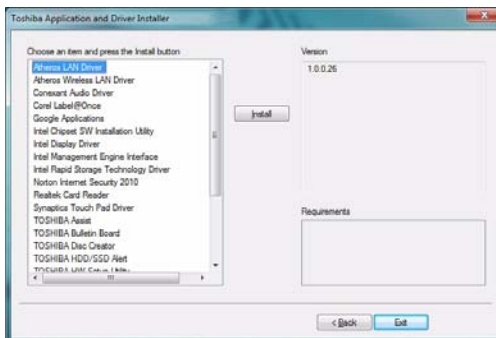 Toshiba Application and Driver Installer
Choose an item and press the Install button
Atheros LAN Driver
Atheros Wireless LAN Driver
Conexant Audio Driver
Corel Label@Once
Google Applications
Intel Chipset SW Installation Utility
Intel Display Driver
Intel Management Engine Interface
Intel Rapid Storage Technology Driver
Norton Internet Security 2010
Realtek Card Reader
Synaptics Touch Pad Driver
TOSHIBA Assist
TOSHIBA Bulletin Board
TOSHIBA Disc Creator
TOSHIBA HDD/SSD Alert
TOSHIBA HW Setup Utility
Install
Version
1.0.0.26
Requirements
< Back
Exit